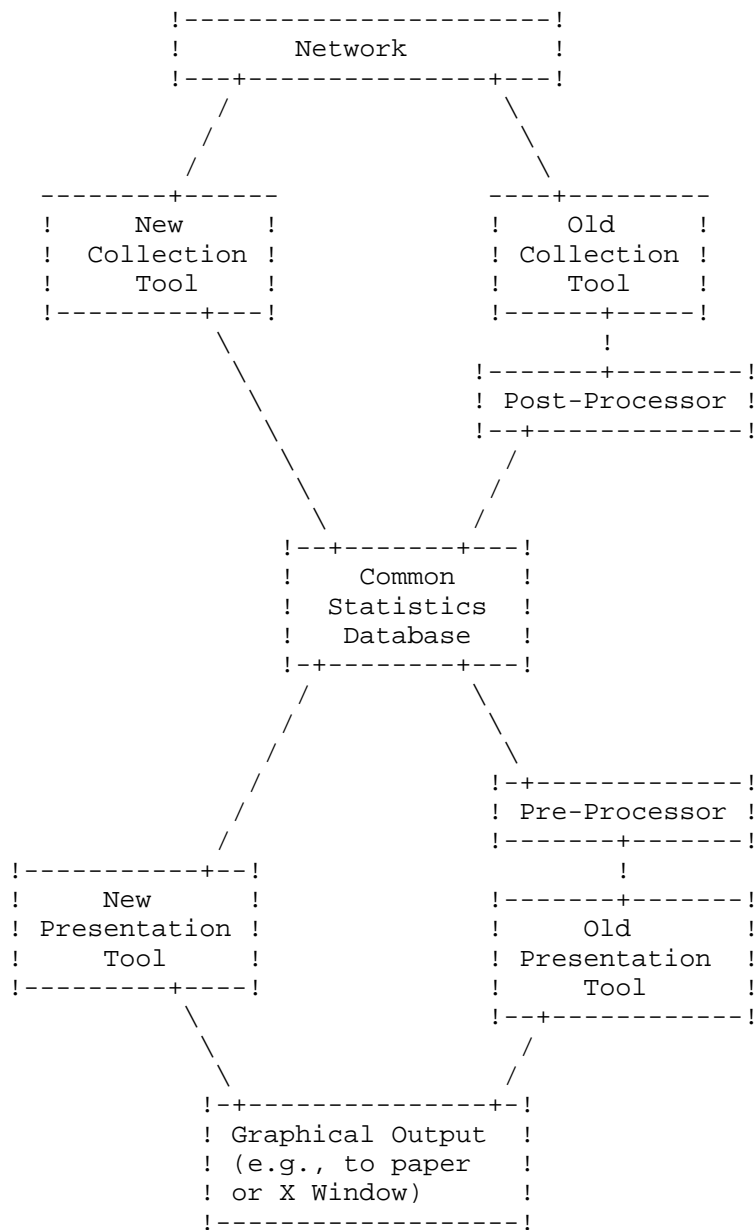 Network
New
Collection
Tool
Old
Collection
Tool
Post-Processor
Common
Statistics
Database
Pre-Processor
New
Presentation
Tool
Old
Presentation
Tool
Graphical Output
(e.g., to paper
or X Window)